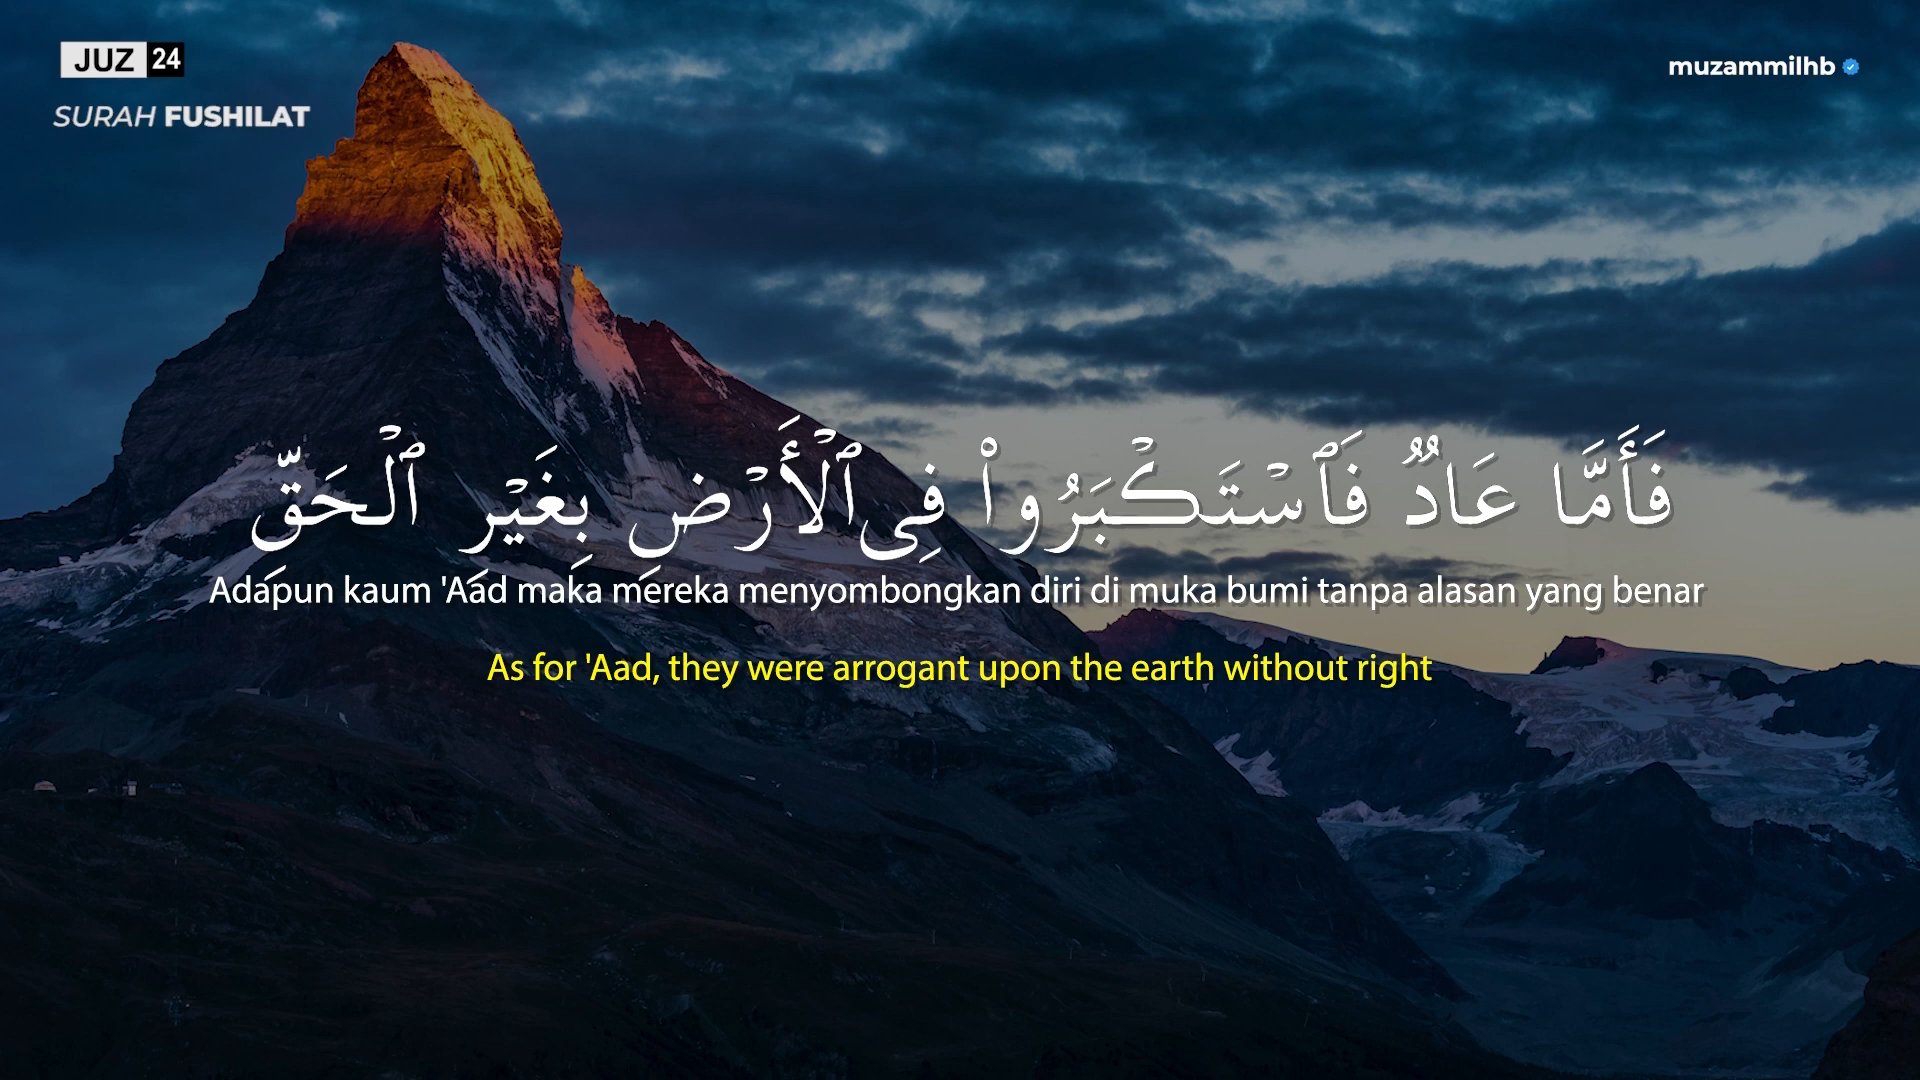 JUZ 24
SURAH FUSHILAT
muzammilhb
فَأَمَّا عَادٌ فَٱسْتَكْبَرُوا۟ فِى ٱلْأَرْضِ بِغَيْرِ ٱلْحَقِّ
Adapun kaum 'Aad maka mereka menyombongkan diri di muka bumi tanpa alasan yang benar
As for 'Aad, they were arrogant upon the earth without right